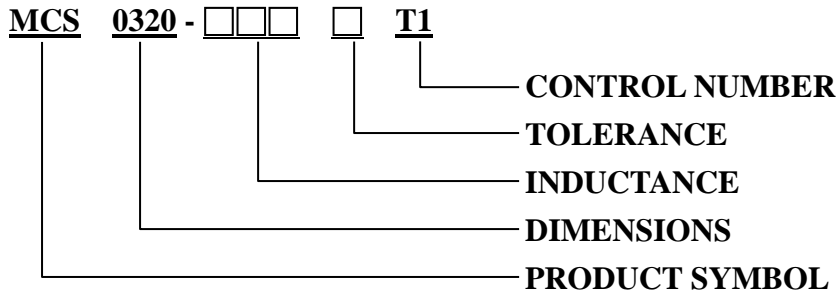 MCS 0320 - □□□ □ T1
CONTROL NUMBER
TOLERANCE
INDUCTANCE
DIMENSIONS
PRODUCT SYMBOL